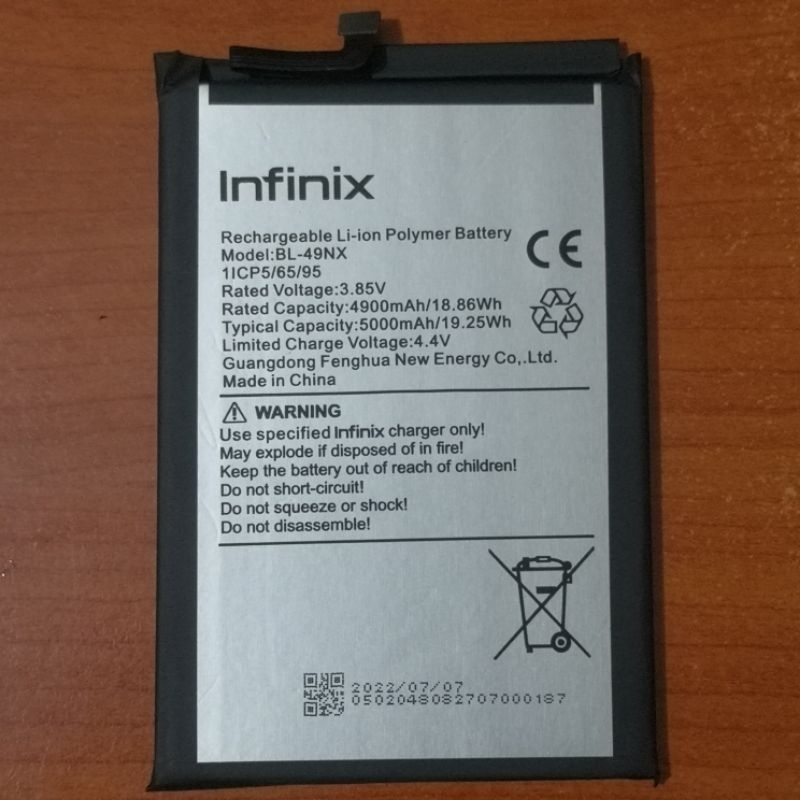 Infinix
Rechargeable Li-ion Polymer Battery
Model:BL-49NX
1ICP5/65/95
Rated Voltage:3.85V
Rated Capacity:4900mAh/18.86Wh
Typical Capacity:5000mAh/19.25Wh
Limited Charge Voltage:4.4V
Guangdong Fenghua New Energy Co,.Ltd.
Made in China
CE
WARNING
Use specified Infinix charger only!
May explode if disposed of in fire!
Keep the battery out of reach of children!
Do not short-circuit!
Do not squeeze or shock!
Do not disassemble!
2022/07/07
0502048082707000187